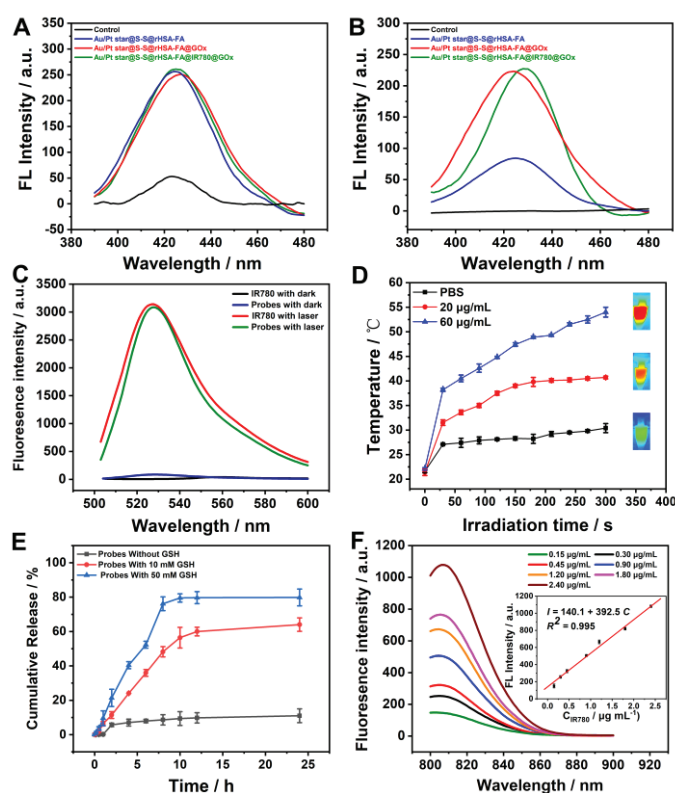 A
Control
Au/Pt star@S-S@rHSA-FA
Au/Pt star@S-S@rHSA-FA@GOx
Au/Pt star@S-S@rHSA-FA@IR780@GOx
FL Intensity / a.u.
350
300
250
200
150
100
50
0
-50
380 400 420 440 460 480
Wavelength / nm
B
Control
Au/Pt star@S-S@rHSA-FA
Au/Pt star@S-S@rHSA-FA@GOx
Au/Pt star@S-S@rHSA-FA@IR780@GOx
FL Intensity / a.u.
300
250
200
150
100
50
0
380 400 420 440 460 480
Wavelength / nm
C
IR780 with dark
Probes with dark
IR780 with laser
Probes with laser
Fluoresence intensity / a.u.
3500
3000
2500
2000
1500
1000
500
0
500 520 540 560 580 600
Wavelength / nm
D
PBS
20 μg/mL
60 μg/mL
Temperature / ℃
60
55
50
45
40
35
30
25
20
0 50 100 150 200 250 300 350 400
Irradiation time / s
E
Probes Without GSH
Probes With 10 mM GSH
Probes With 50 mM GSH
Cumulative Release / %
120
100
80
60
40
20
0
0 5 10 15 20 25
Time / h
F
0.15 μg/mL 0.30 μg/mL
0.45 μg/mL 0.90 μg/mL
1.20 μg/mL 1.80 μg/mL
2.40 μg/mL
Fluoresence intensity / a.u.
1200
1000
800
600
400
200
0
800 820 840 860 880 900 920
Wavelength / nm
I = 140.1 + 392.5 C
R² = 0.995
FL Intensity / a.u.
1200
1000
800
600
400
200
0
0.0 0.5 1.0 1.5 2.0 2.5
C_IR780 / μg mL⁻¹)